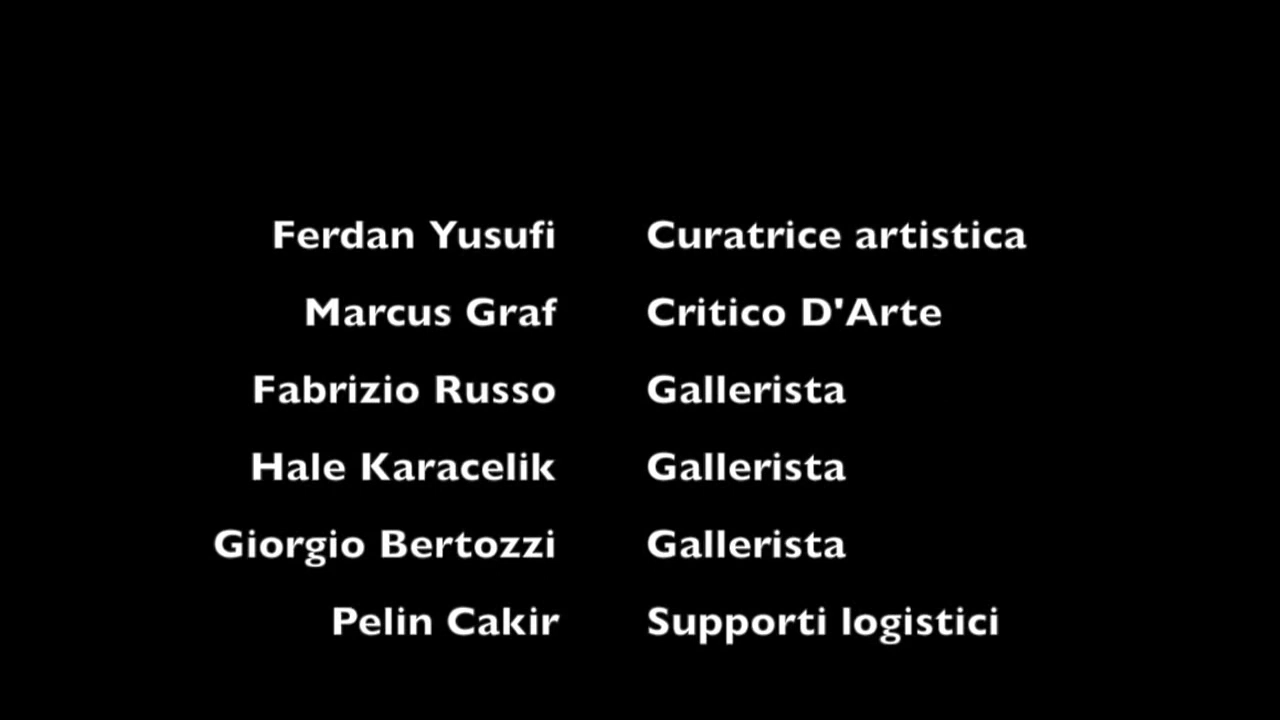 Ferdan Yusufi Curatrice artistica
Marcus Graf Critico D'Arte
Fabrizio Russo Gallerista
Hale Karacelik Gallerista
Giorgio Bertozzi Gallerista
Pelin Cakir Supporti logistici